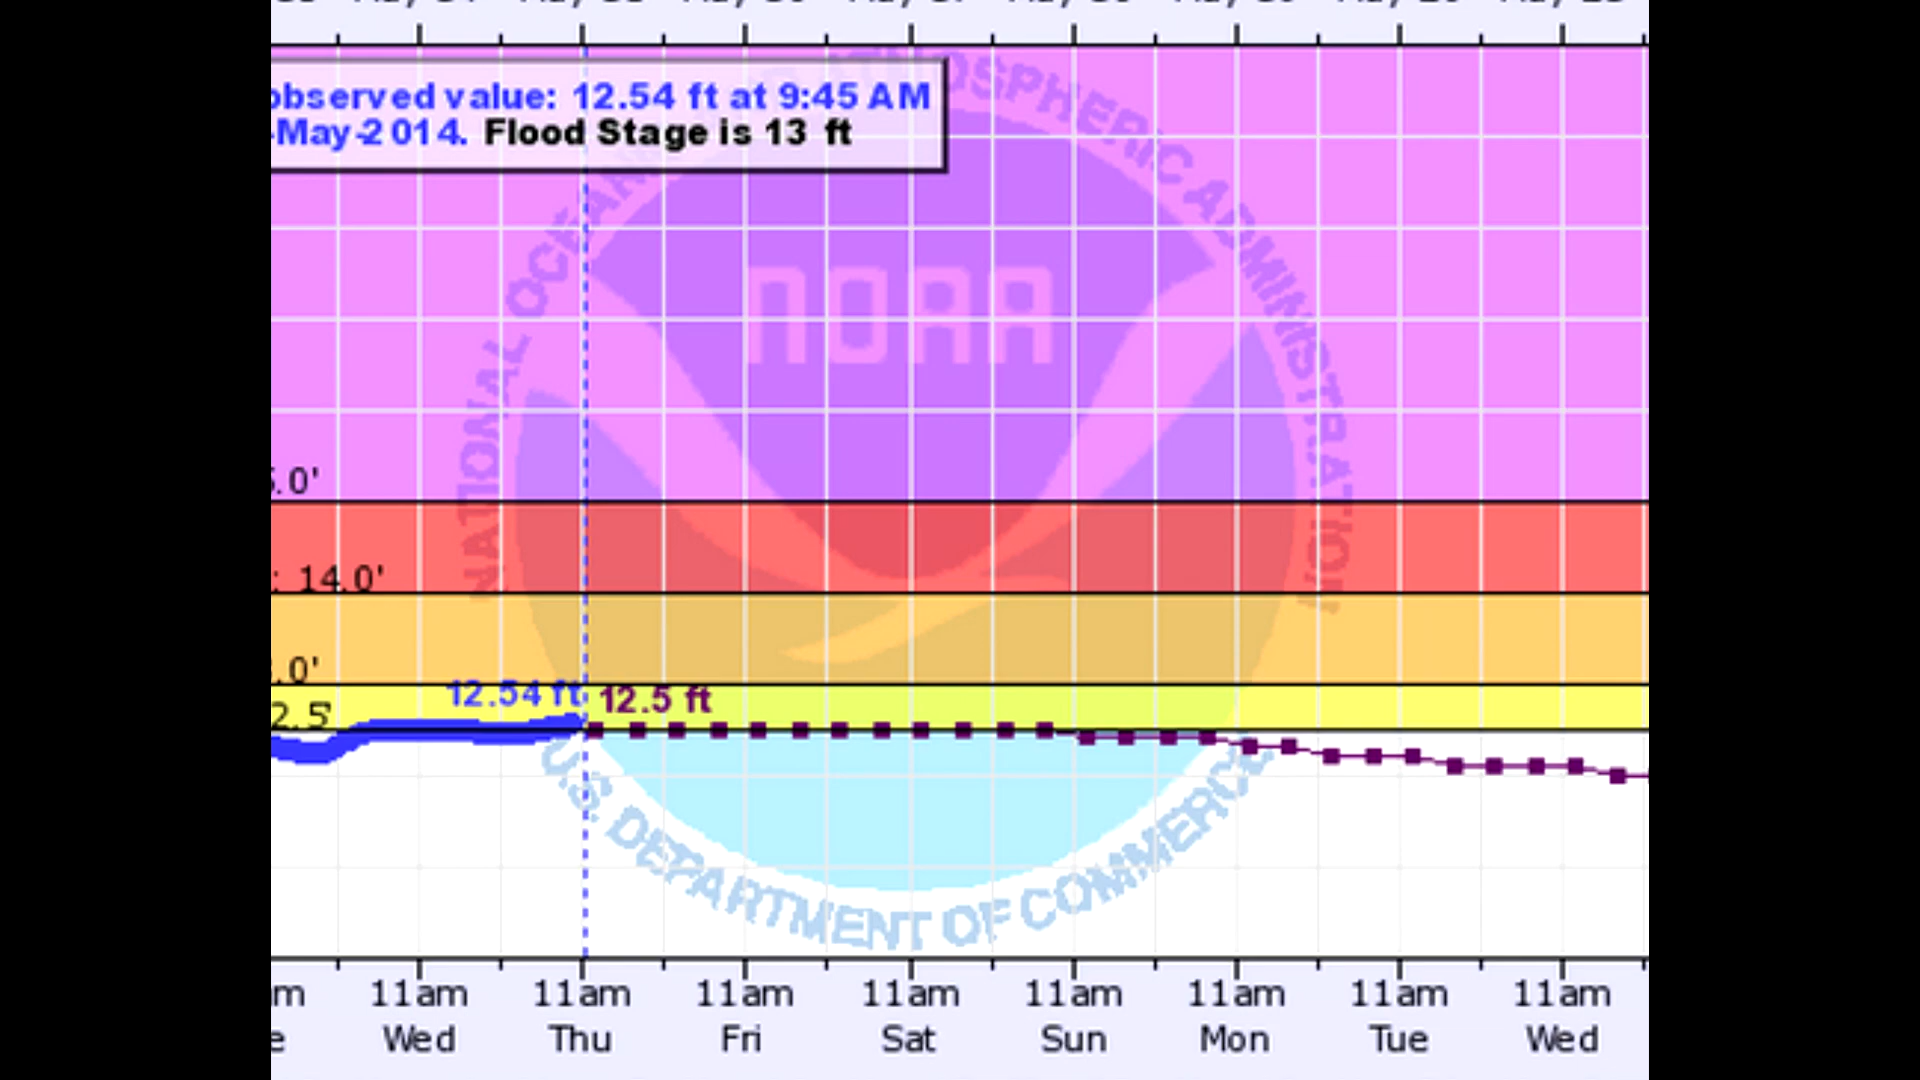 observed value: 12.54 ft at 9:45 AM
-May-2014. Flood Stage is 13 ft
NATIONAL OCEANIC ATMOSPHERIC ADMINISTRATION
NOAA
.0'
: 14.0'
.0'
2.5'
12.54 ft
12.5 ft
U.S. DEPARTMENT OF COMMERCE
11am 11am 11am 11am 11am 11am 11am 11am
Wed Thu Fri Sat Sun Mon Tue Wed